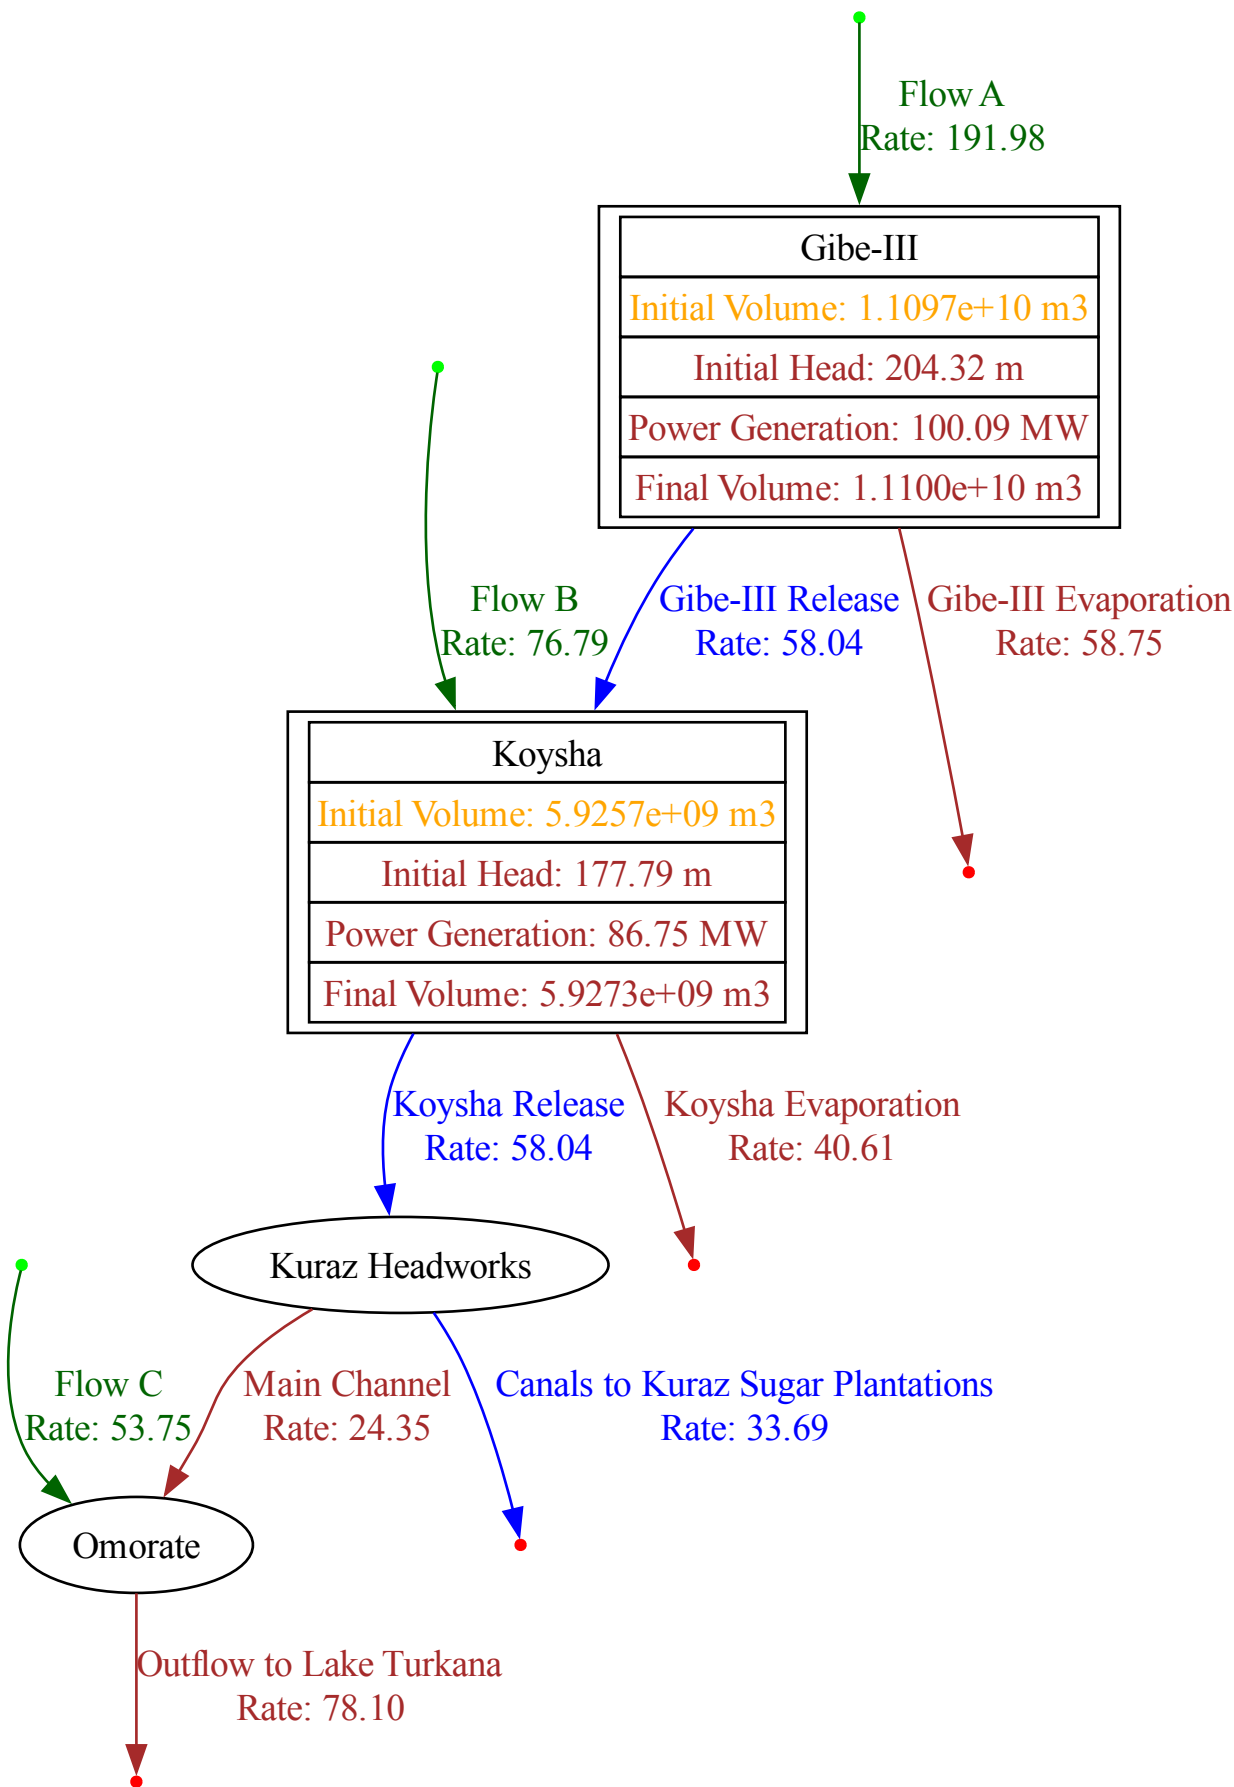 Flow A
Rate: 191.98
Gibe-III
Initial Volume: 1.1097e+10 m3
Initial Head: 204.32 m
Power Generation: 100.09 MW
Final Volume: 1.1100e+10 m3
Flow B
Rate: 76.79
Gibe-III Release
Rate: 58.04
Gibe-III Evaporation
Rate: 58.75
Koysha
Initial Volume: 5.9257e+09 m3
Initial Head: 177.79 m
Power Generation: 86.75 MW
Final Volume: 5.9273e+09 m3
Koysha Release
Rate: 58.04
Koysha Evaporation
Rate: 40.61
Kuraz Headworks
Flow C
Rate: 53.75
Main Channel
Rate: 24.35
Canals to Kuraz Sugar Plantations
Rate: 33.69
Omorate
Outflow to Lake Turkana
Rate: 78.10